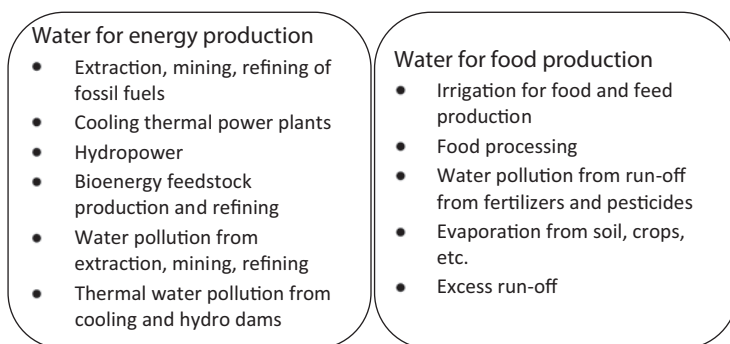 Water for energy production
● Extraction, mining, refining of
fossil fuels
● Cooling thermal power plants
● Hydropower
● Bioenergy feedstock
production and refining
● Water pollution from
extraction, mining, refining
● Thermal water pollution from
cooling and hydro dams
Water for food production
● Irrigation for food and feed
production
● Food processing
● Water pollution from run-off
from fertilizers and pesticides
● Evaporation from soil, crops,
etc.
● Excess run-off